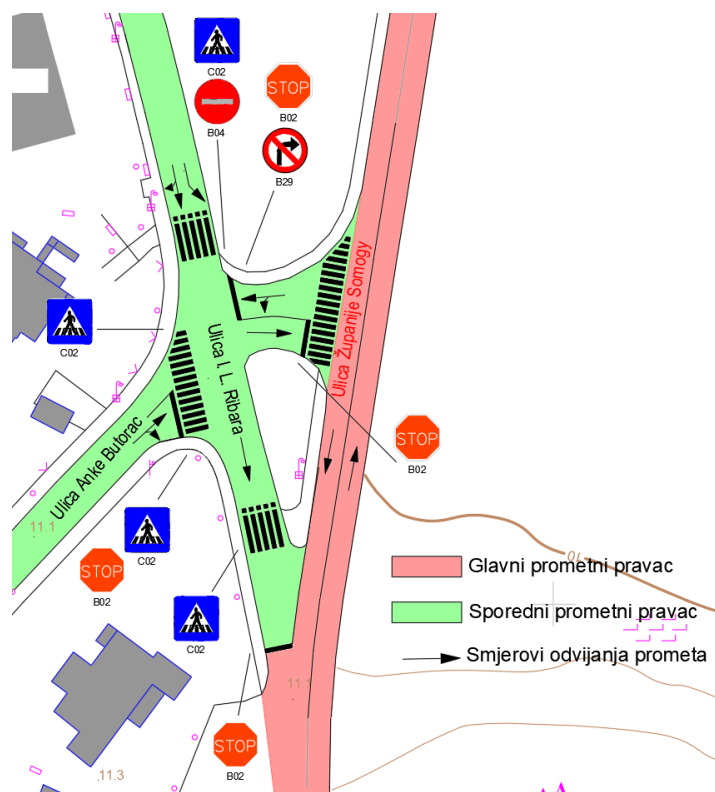 C02
B04
STOP
B02
B29
Ulica Županije Somogy
C02
Ulica I. L. Ribara
STOP
B02
Ulica Anke Butorac
11.1
C02
STOP
B02
C02
10
Glavni prometni pravac
Sporedni prometni pravac
Smjerovi odvijanja prometa
11.1
STOP
B02
11.3